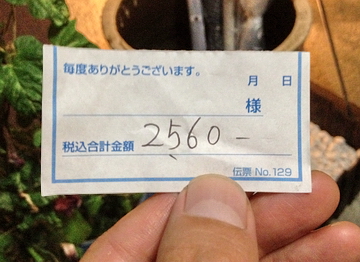 毎度ありがとうございます。
月 日
様
税込合計金額 2560-
伝票 No.129